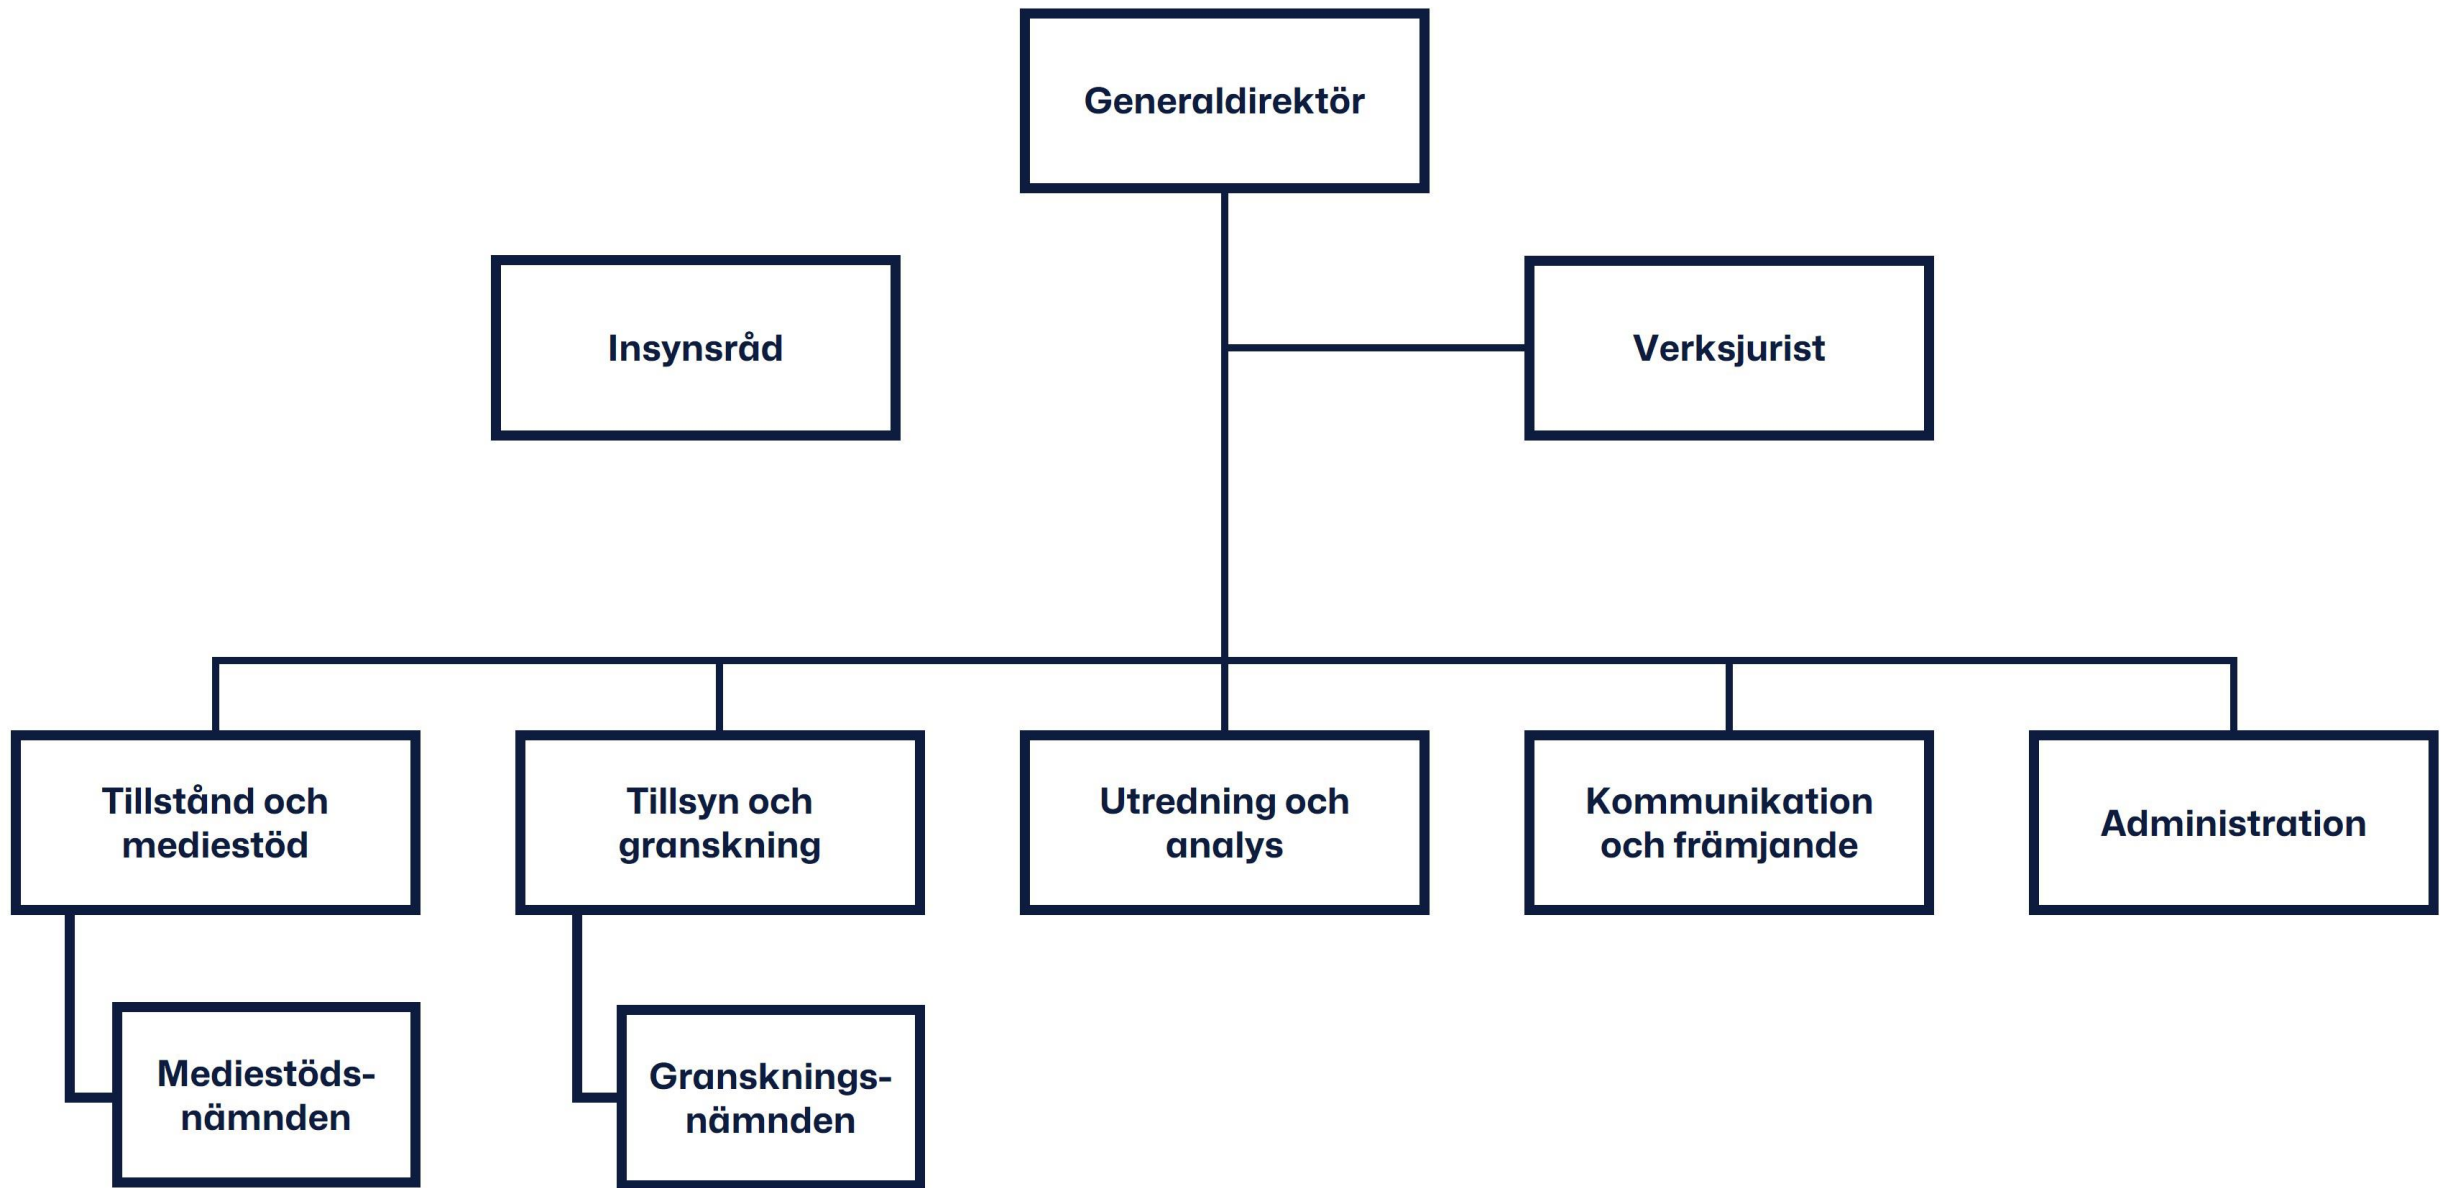 Generaldirektör
Insynsråd
Verksjurist
Tillstånd och
mediestöd
Tillsyn och
granskning
Utredning och
analys
Kommunikation
och främjande
Administration
Mediestöds-
nämnden
Gransknings-
nämnden